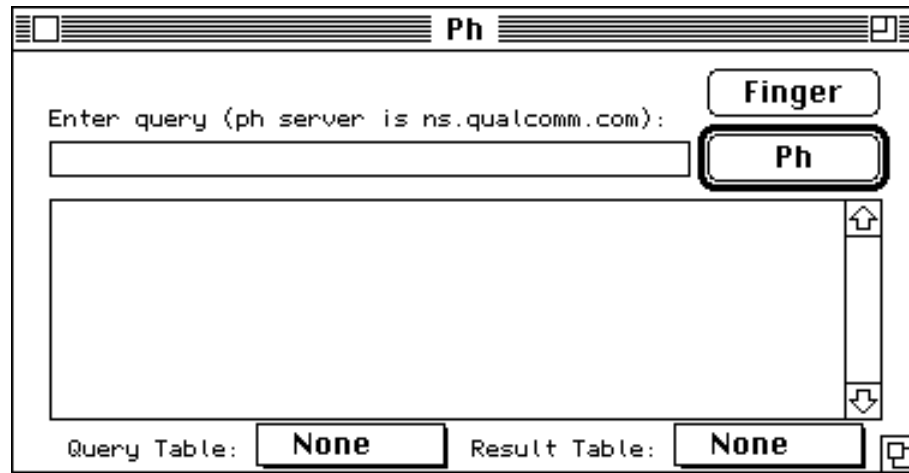 Ph
Finger
Enter query (ph server is ns.qualcomm.com):
Ph
Query Table: None Result Table: None